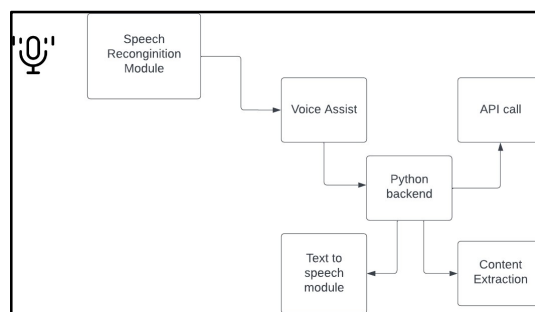 Speech
Reconginition
Module
Voice Assist
API call
Python
backend
Text to
speech
module
Content
Extraction